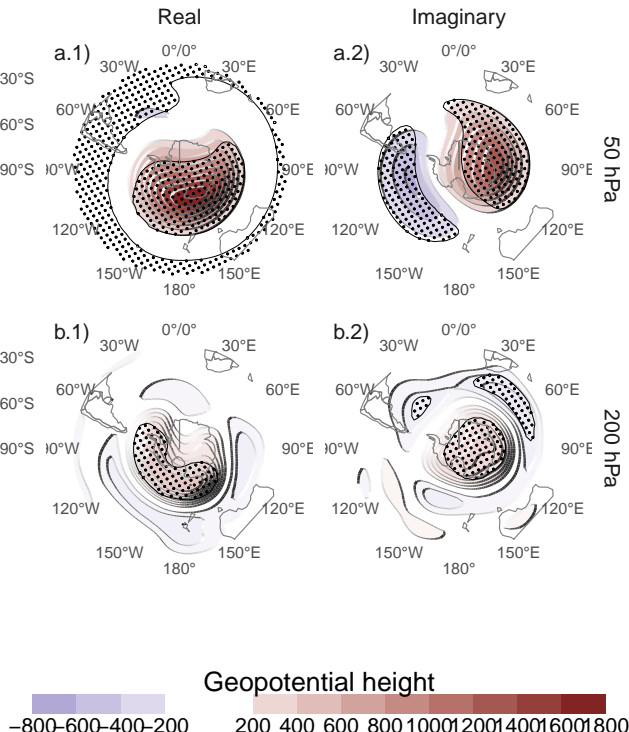 Real Imaginary
a.1) a.2)
0°/0° 0°/0°
30°W 30°E 30°W 30°E
30°S
60°W 60°E 60°W 60°E
60°S
90°S 90°E 90°E
50 hPa
120°W 120°E 120°W 120°E
150°W 150°E 150°W 150°E
180° 180°
b.1) b.2)
0°/0° 0°/0°
30°W 30°E 30°W 30°E
30°S
60°W 60°E 60°W 60°E
60°S
90°S 90°E 90°E
200 hPa
120°W 120°E 120°W 120°E
150°W 150°E 150°W 150°E
180° 180°
Geopotential height
−800 −600 −400 −200 200 400 600 800 1000 1200 1400 1600 1800